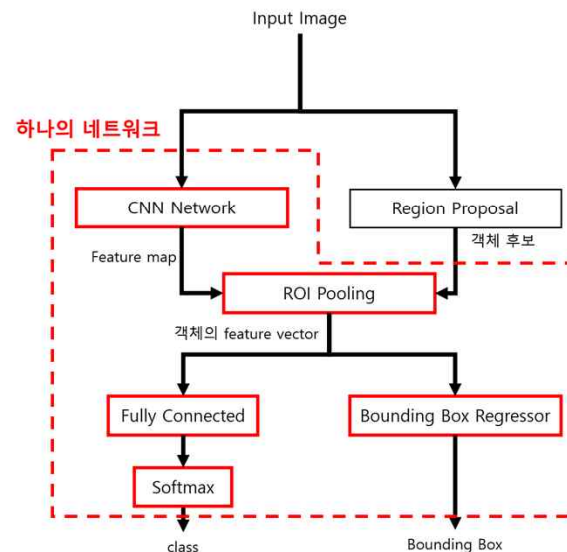 Input Image
하나의 네트워크
CNN Network
Region Proposal
Feature map
객체 후보
ROI Pooling
객체의 feature vector
Fully Connected
Bounding Box Regressor
Softmax
class
Bounding Box